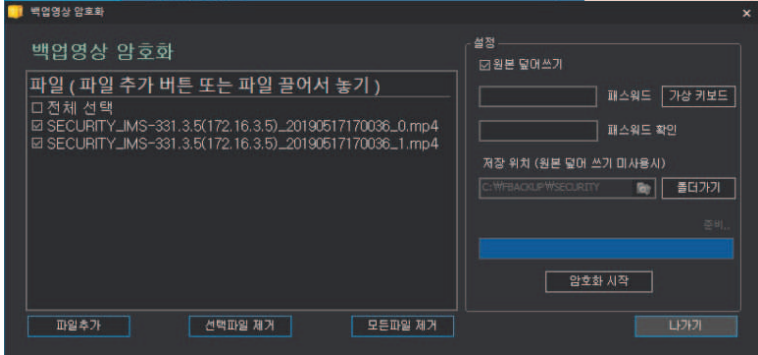 백업영상 암호화
백업영상 암호화
파일 ( 파일 추가 버튼 또는 파일 끌어서 놓기 )
전체 선택
SECURITY_IMS-331.3.5(172.16.3.5)_20190517170036_0.mp4
SECURITY_IMS-331.3.5(172.16.3.5)_20190517170036_1.mp4
파일추가
선택파일 제거
모든파일 제거
설정
원본 덮어쓰기
패스워드
가상 키보드
패스워드 확인
저장 위치 (원본 덮어 쓰기 미사용시)
C:₩FBACKUP₩SECURITY
폴더가기
준비..
암호화 시작
나가기